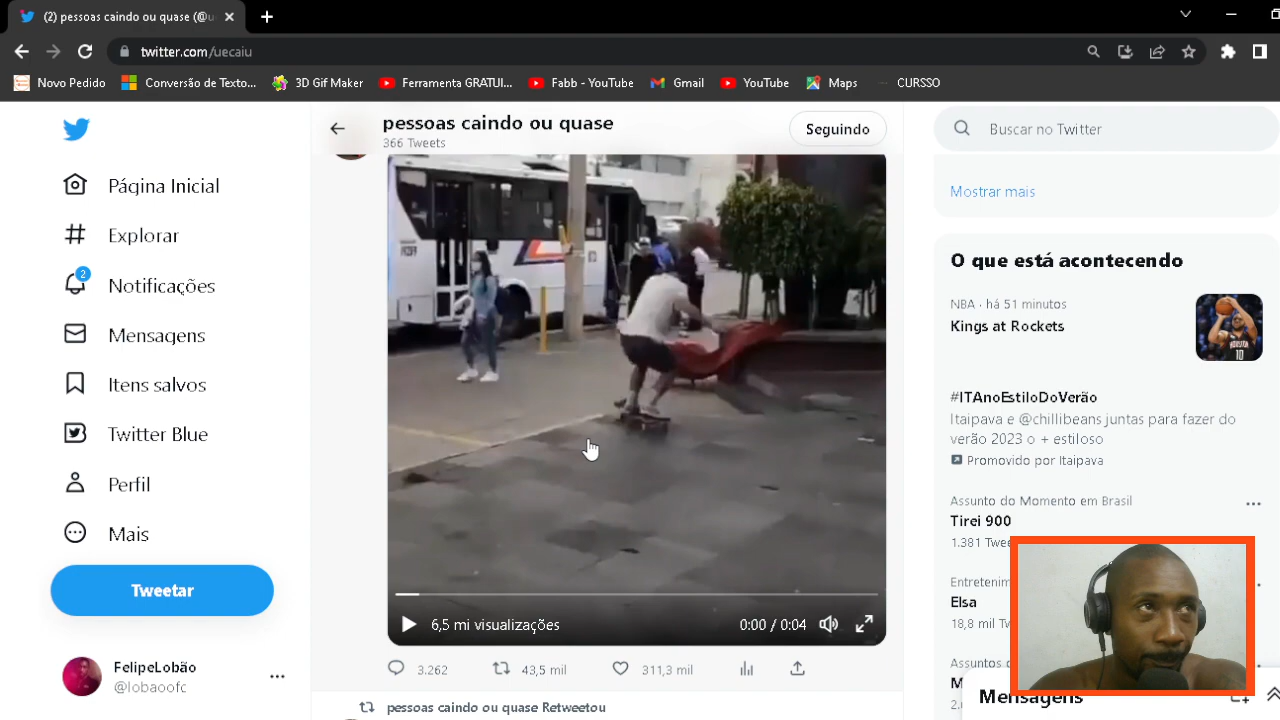 (2) pessoas caindo ou quase (@u
twitter.com/uecaiu
Novo Pedido
Conversão de Texto...
3D Gif Maker
Ferramenta GRATUI...
Fabb - YouTube
Gmail
YouTube
Maps
CURSSO
pessoas caindo ou quase
366 Tweets
Seguindo
Buscar no Twitter
Página Inicial
Explorar
2
Notificações
Mensagens
Itens salvos
Twitter Blue
Perfil
Mais
Tweetar
FelipeLobão
@lobaoofc
6,5 mi visualizações
0:00 / 0:04
3.262
43,5 mil
311,3 mil
pessoas caindo ou quase Retweetou
Mostrar mais
O que está acontecendo
NBA · há 51 minutos
Kings at Rockets
#ITAnoEstiloDoVerão
Itaipava e @chillibeans juntas para fazer do
verão 2023 o + estiloso
Promovido por Itaipava
Assunto do Momento em Brasil
Tirei 900
1.381 Twee
Entretenim
Elsa
18,8 mil T
Assuntos d
Mensagens